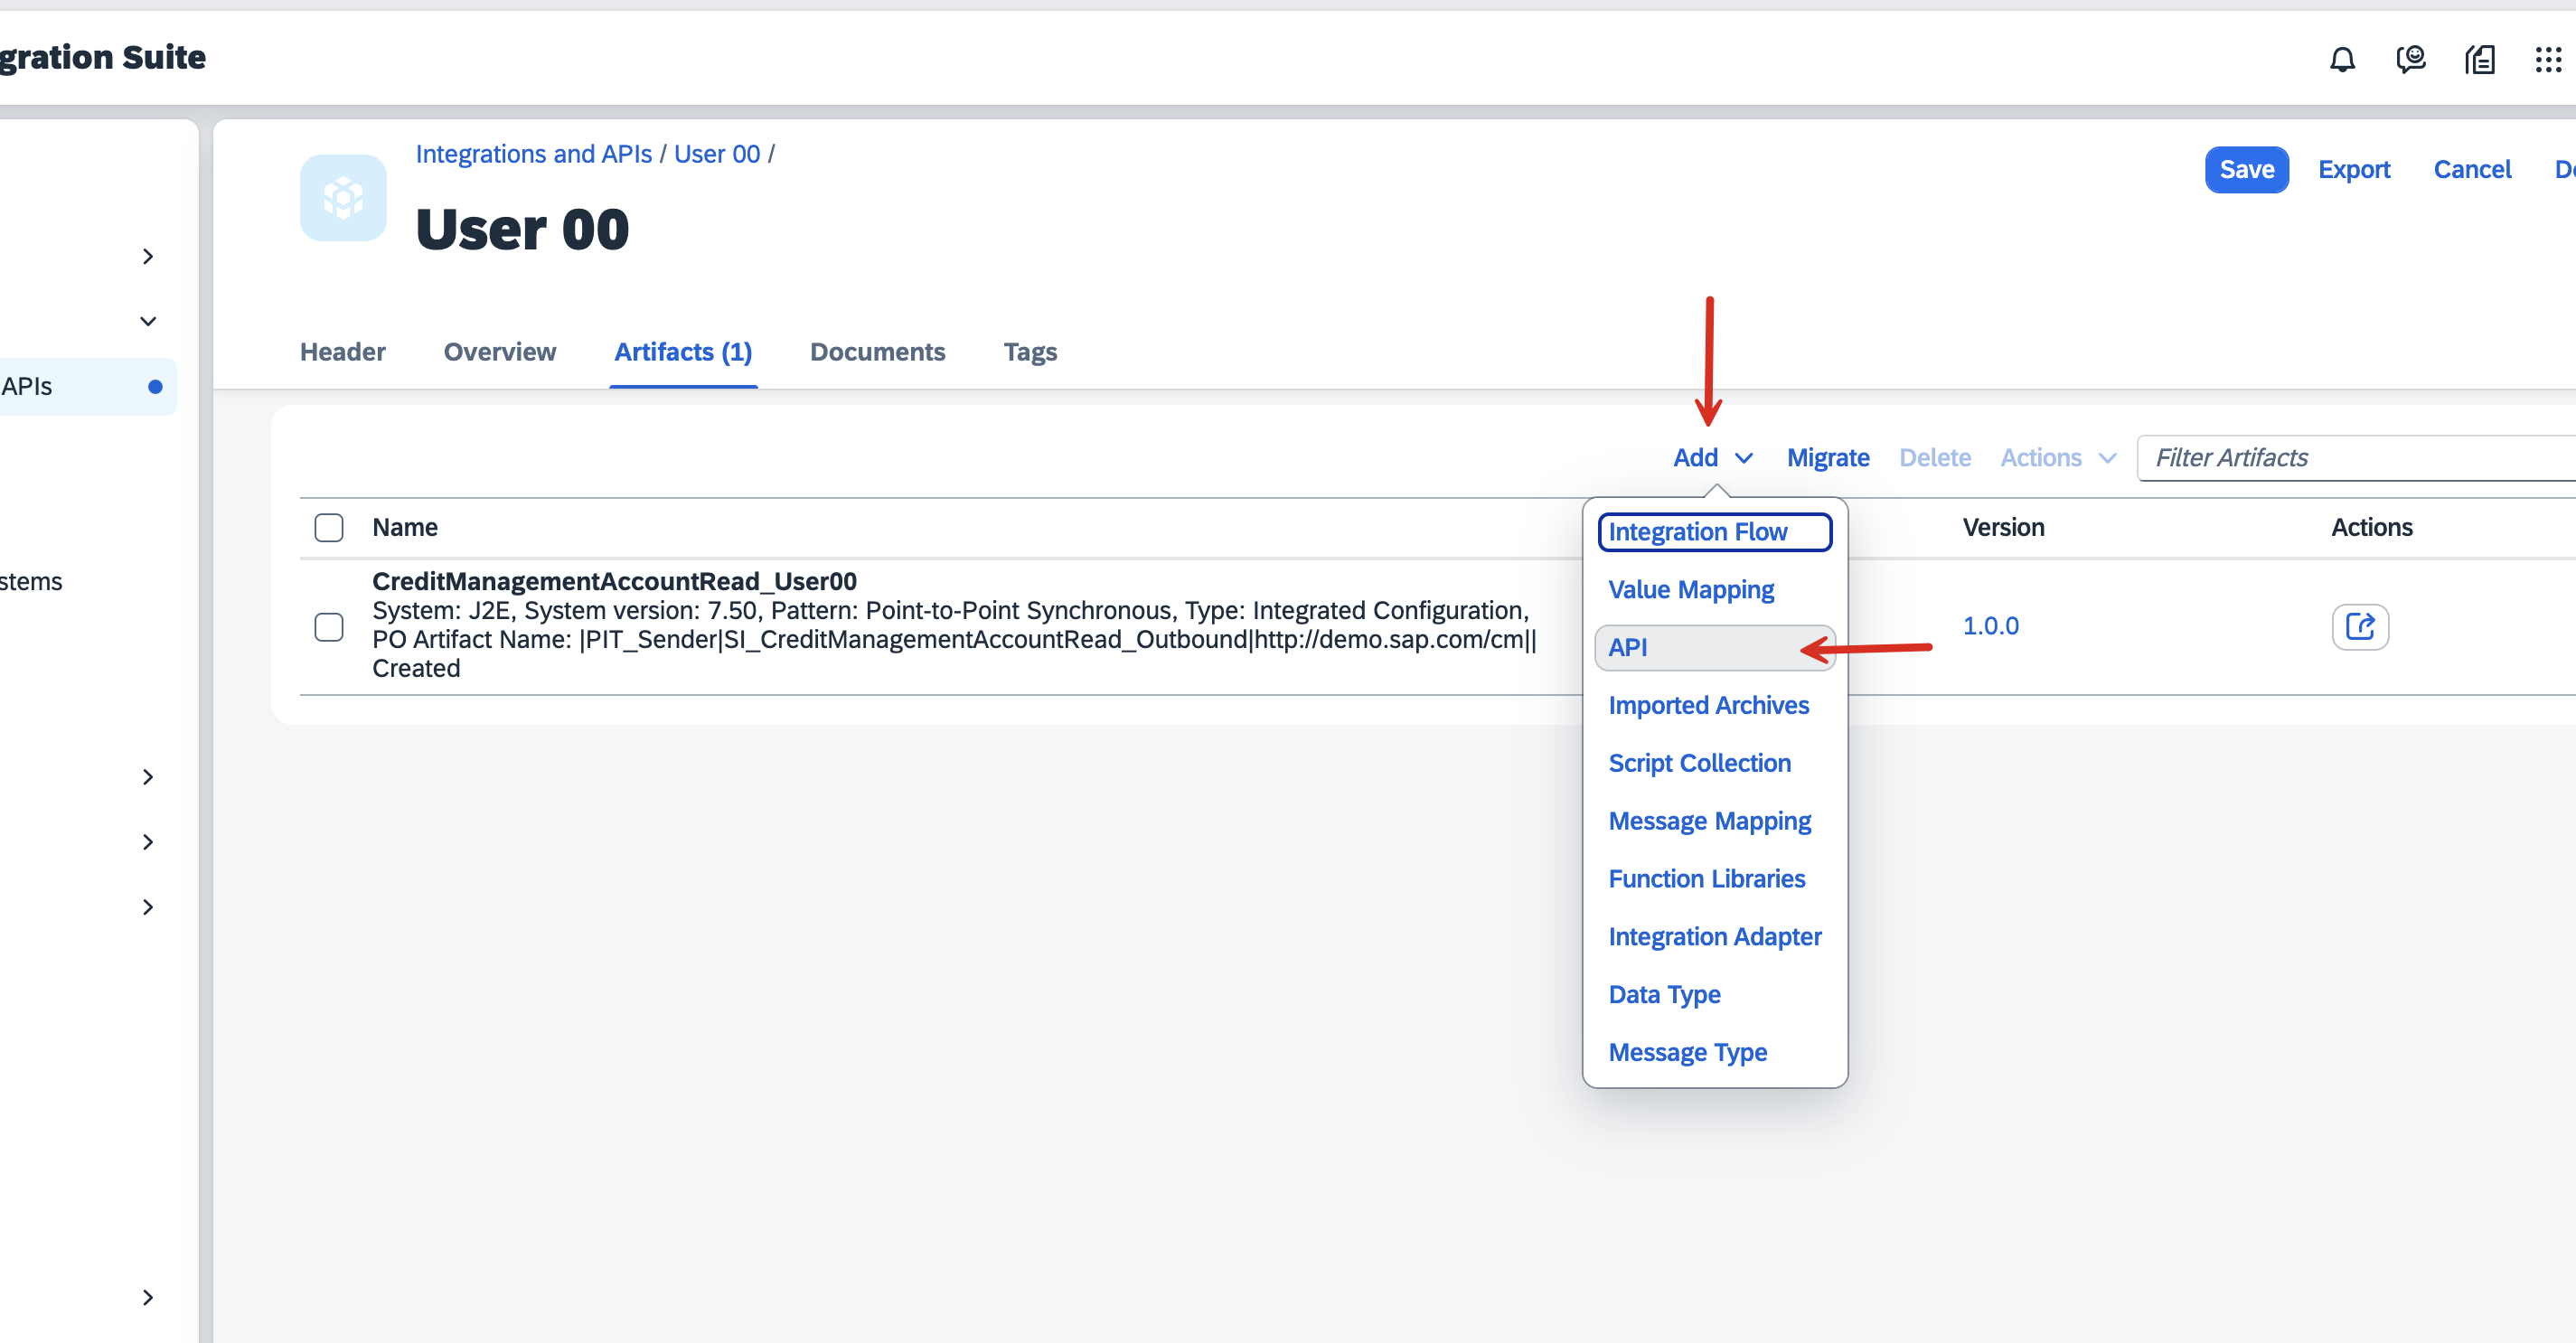 gration Suite
Integrations and APIs / User 00 /
Save Export Cancel
User 00
Header Overview Artifacts (1) Documents Tags
APIs
Add Migrate Delete Actions Filter Artifacts
Name Version Actions
Integration Flow
Value Mapping
API
Imported Archives
Script Collection
Message Mapping
Function Libraries
Integration Adapter
Data Type
Message Type
stems
CreditManagementAccountRead_User00
System: J2E, System version: 7.50, Pattern: Point-to-Point Synchronous, Type: Integrated Configuration,
PO Artifact Name: |PIT_Sender|SI_CreditManagementAccountRead_Outbound|http://demo.sap.com/cm||
Created
1.0.0